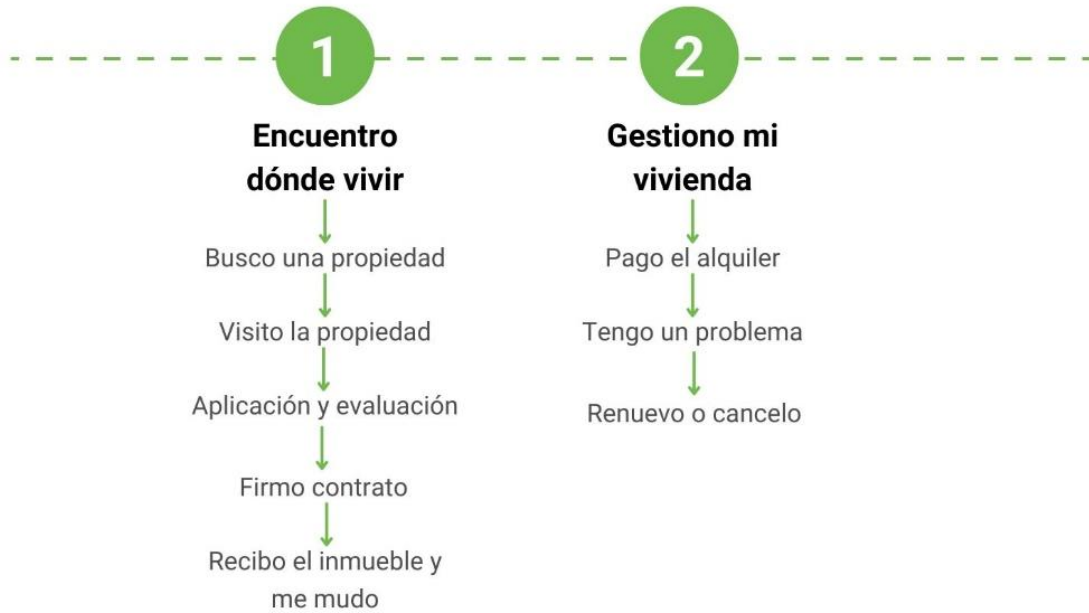 1
Encuentro
dónde vivir
Busco una propiedad
Visito la propiedad
Aplicación y evaluación
Firmo contrato
Recibo el inmueble y
me mudo
2
Gestiono mi
vivienda
Pago el alquiler
Tengo un problema
Renuevo o cancelo